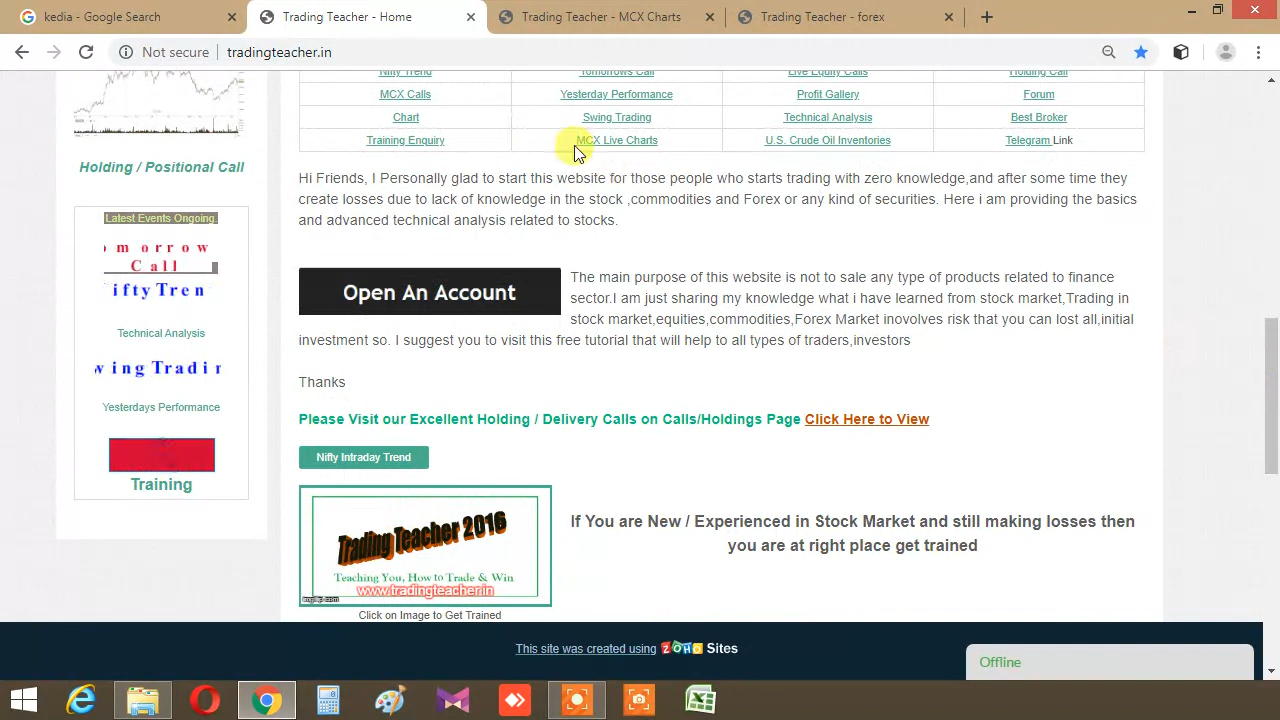 kedia - Google Search
Trading Teacher - Home
Trading Teacher - MCX Charts
Trading Teacher - forex
Not secure
tradingteacher.in
Nifty Trend
Tomorrows Call
Live Equity Calls
Holding Call
MCX Calls
Yesterday Performance
Profit Gallery
Forum
Chart
Swing Trading
Technical Analysis
Best Broker
Training Enquiry
MCX Live Charts
U.S. Crude Oil Inventories
Telegram Link
Holding / Positional Call
Latest Events Ongoing.
o m o r r o w
C a l l
i f t y T r e n
Technical Analysis
w i n g T r a d i n
Yesterdays Performance
Training
Hi Friends, I Personally glad to start this website for those people who starts trading with zero knowledge,and after some time they
create losses due to lack of knowledge in the stock ,commodities and Forex or any kind of securities. Here i am providing the basics
and advanced technical analysis related to stocks.
Open An Account
The main purpose of this website is not to sale any type of products related to finance
sector.I am just sharing my knowledge what i have learned from stock market,Trading in
stock market,equities,commodities,Forex Market inovolves risk that you can lost all,initial
investment so. I suggest you to visit this free tutorial that will help to all types of traders,investors
Thanks
Please Visit our Excellent Holding / Delivery Calls on Calls/Holdings Page Click Here to View
Nifty Intraday Trend
Trading Teacher 2016
Teaching You, How to Trade & Win
www.tradingteacher.in
imgflip.com
Click on Image to Get Trained
If You are New / Experienced in Stock Market and still making losses then
you are at right place get trained
This site was created using ZOHO Sites
Offline